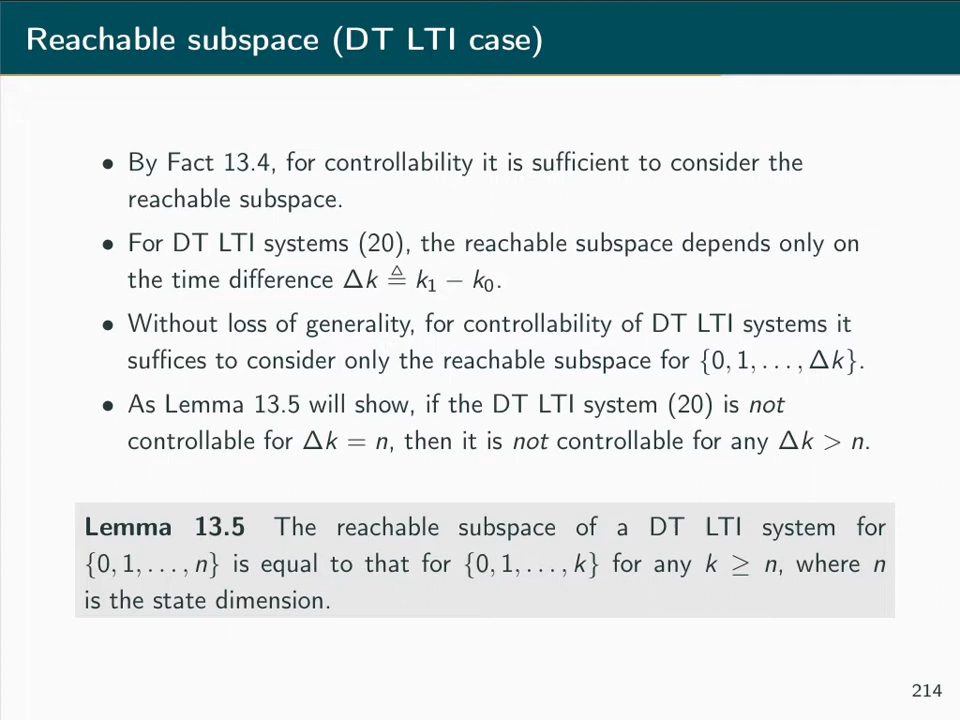 Reachable subspace (DT LTI case)
• By Fact 13.4, for controllability it is sufficient to consider the
reachable subspace.
• For DT LTI systems (20), the reachable subspace depends only on
the time difference Δk ≜ k₁ − k₀.
• Without loss of generality, for controllability of DT LTI systems it
suffices to consider only the reachable subspace for {0, 1, . . . , Δk}.
• As Lemma 13.5 will show, if the DT LTI system (20) is not
controllable for Δk = n, then it is not controllable for any Δk > n.
Lemma 13.5 The reachable subspace of a DT LTI system for
{0, 1, . . . , n} is equal to that for {0, 1, . . . , k} for any k ≥ n, where n
is the state dimension.
214